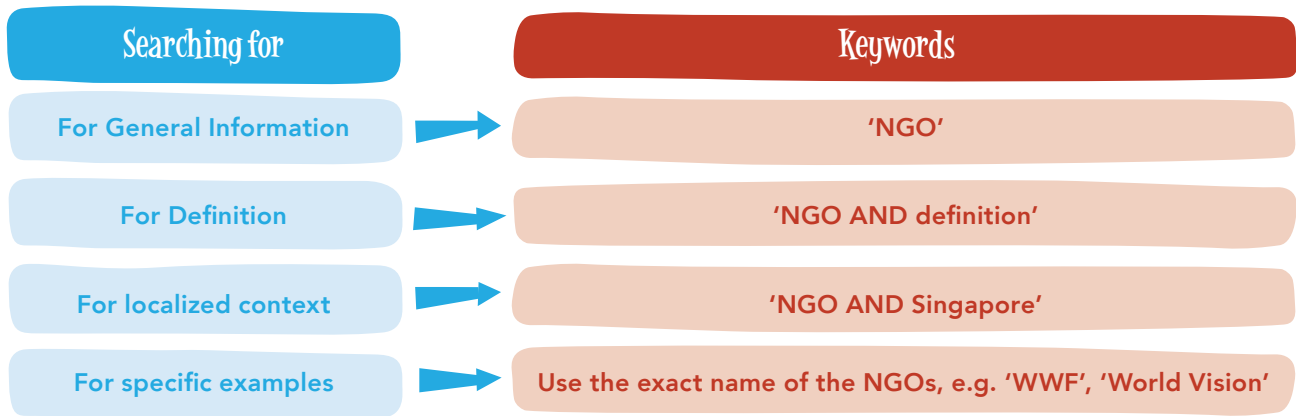 Searching for
Keywords
For General Information
‘NGO’
For Definition
‘NGO AND definition’
For localized context
‘NGO AND Singapore’
For specific examples
Use the exact name of the NGOs, e.g. ‘WWF’, ‘World Vision’